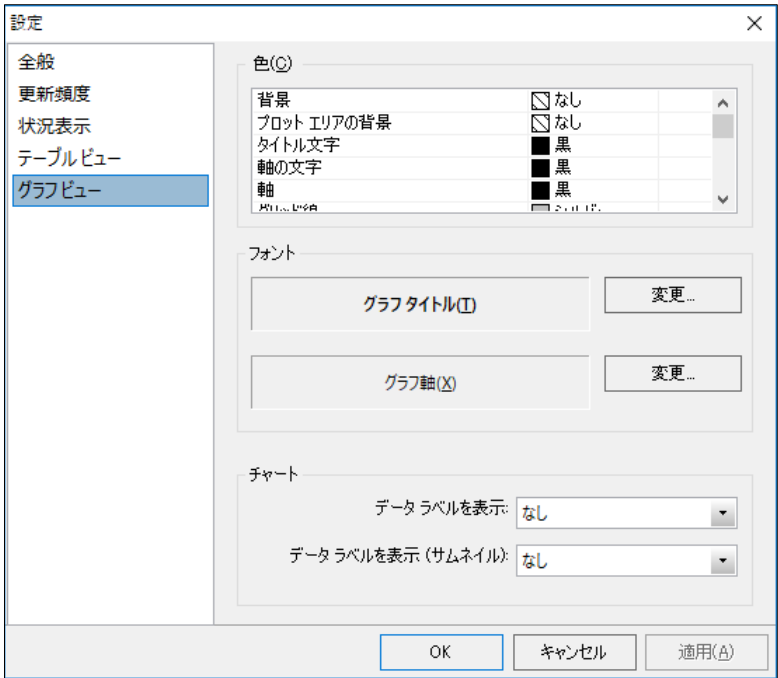 設定
全般
更新頻度
状況表示
テーブル ビュー
グラフ ビュー
色(C)
背景 なし
プロット エリアの背景 なし
タイトル文字 黒
軸の文字 黒
軸 黒
フォント
グラフ タイトル(T)
変更...
グラフ軸(X)
変更...
チャート
データ ラベルを表示: なし
データ ラベルを表示 (サムネイル): なし
OK
キャンセル
適用(A)